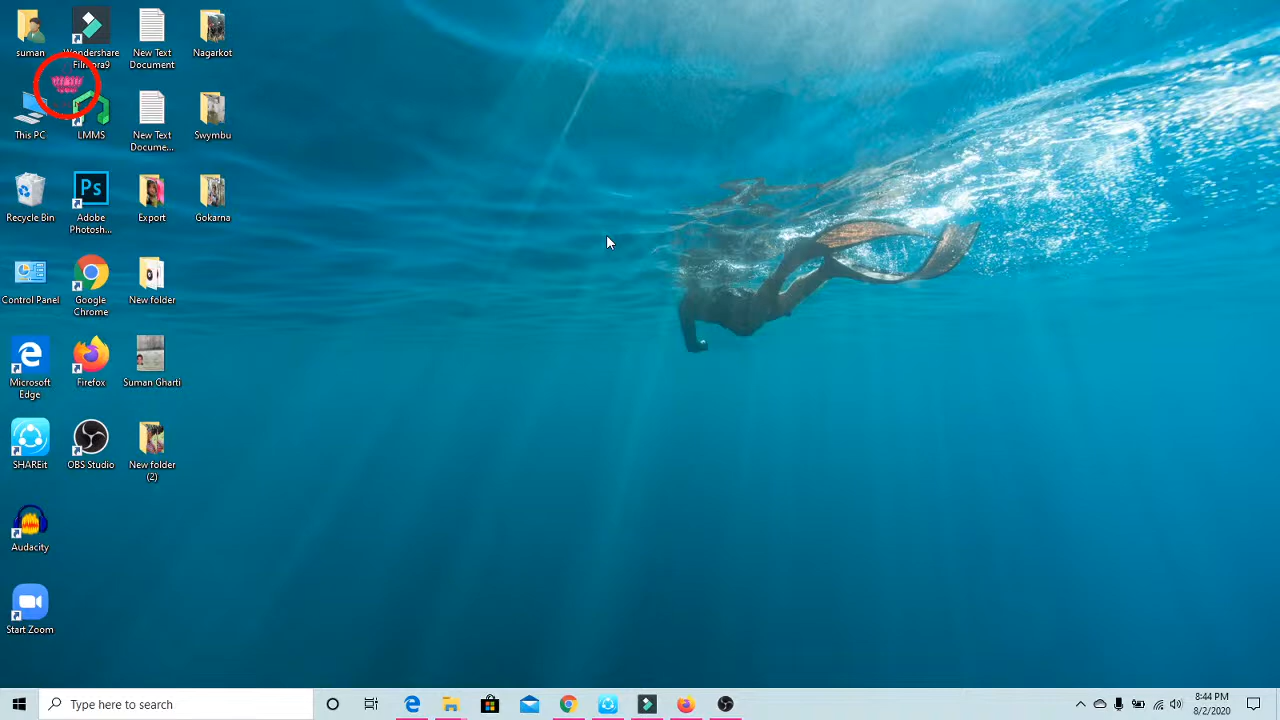 suman
Wondershare
Filmora9
New Text
Document
Nagarkot
This PC
LMMS
New Text
Docume...
Swymbu
Recycle Bin
Ps
Adobe
Photosh...
Export
Gokarna
Control Panel
Google
Chrome
New folder
Microsoft
Edge
Firefox
Suman Gharti
SHAREit
OBS Studio
New folder
(2)
Audacity
Start Zoom
Type here to search
8:44 PM
8/2/2020